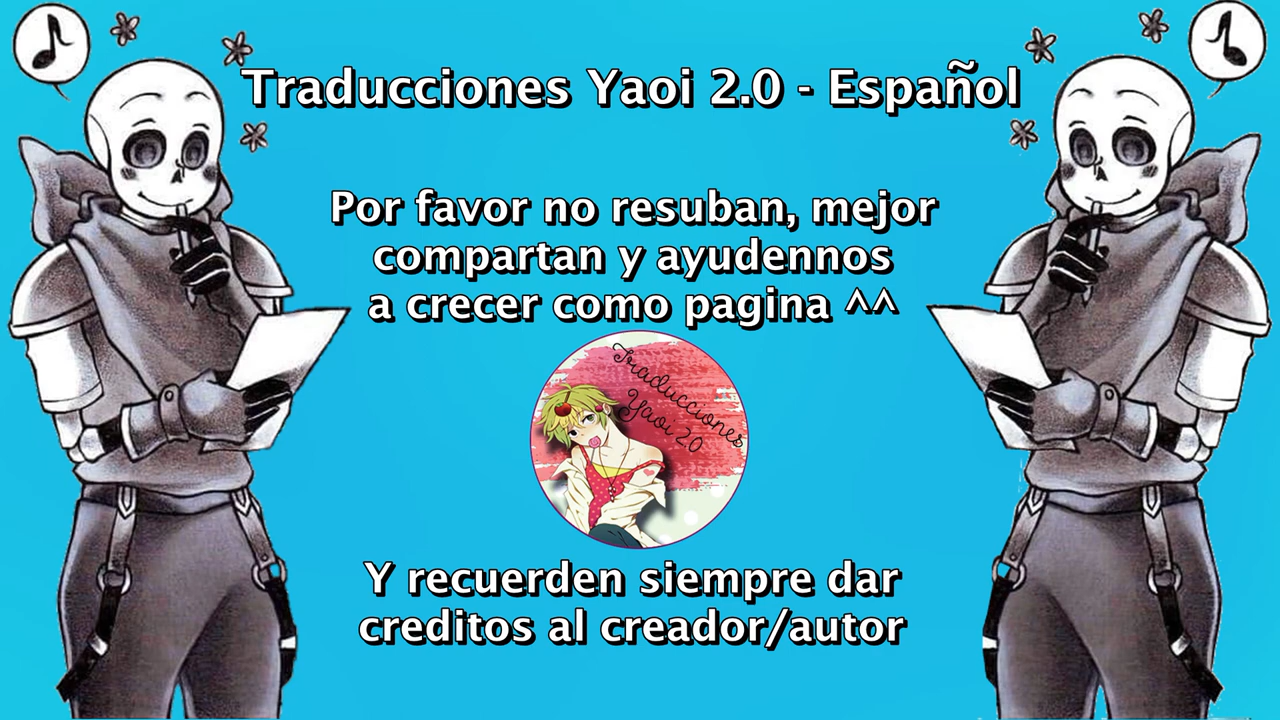 Traducciones Yaoi 2.0 - Español
Por favor no resuban, mejor
compartan y ayudennos
a crecer como pagina ^^
Traducciones
Yaoi 2.0
Y recuerden siempre dar
creditos al creador/autor